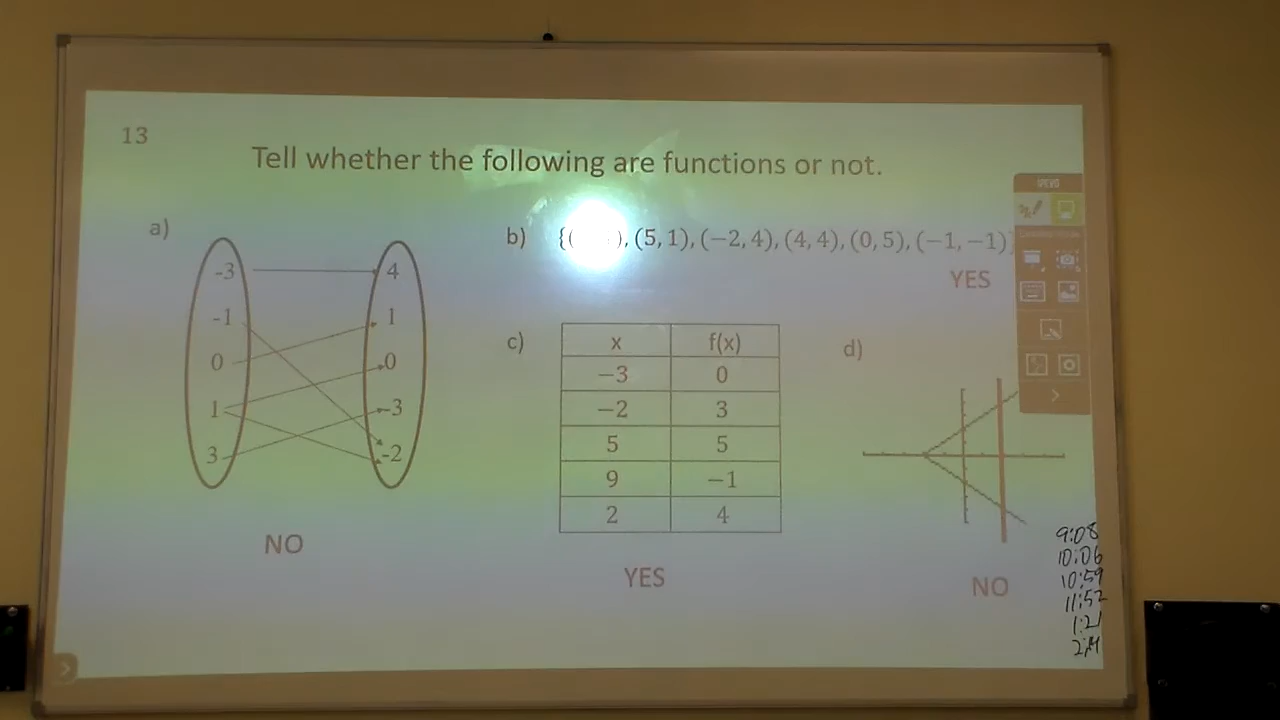 13
Tell whether the following are functions or not.
a)
-3 4
-1 1
0 0
1 -3
3 -2
NO
b) {( ), (5, 1), (−2, 4), (4, 4), (0, 5), (−1, −1)}
YES
c)
x f(x)
−3 0
−2 3
5 5
9 −1
2 4
YES
d)
NO
9:08
10:06
10:59
11:52
1:21